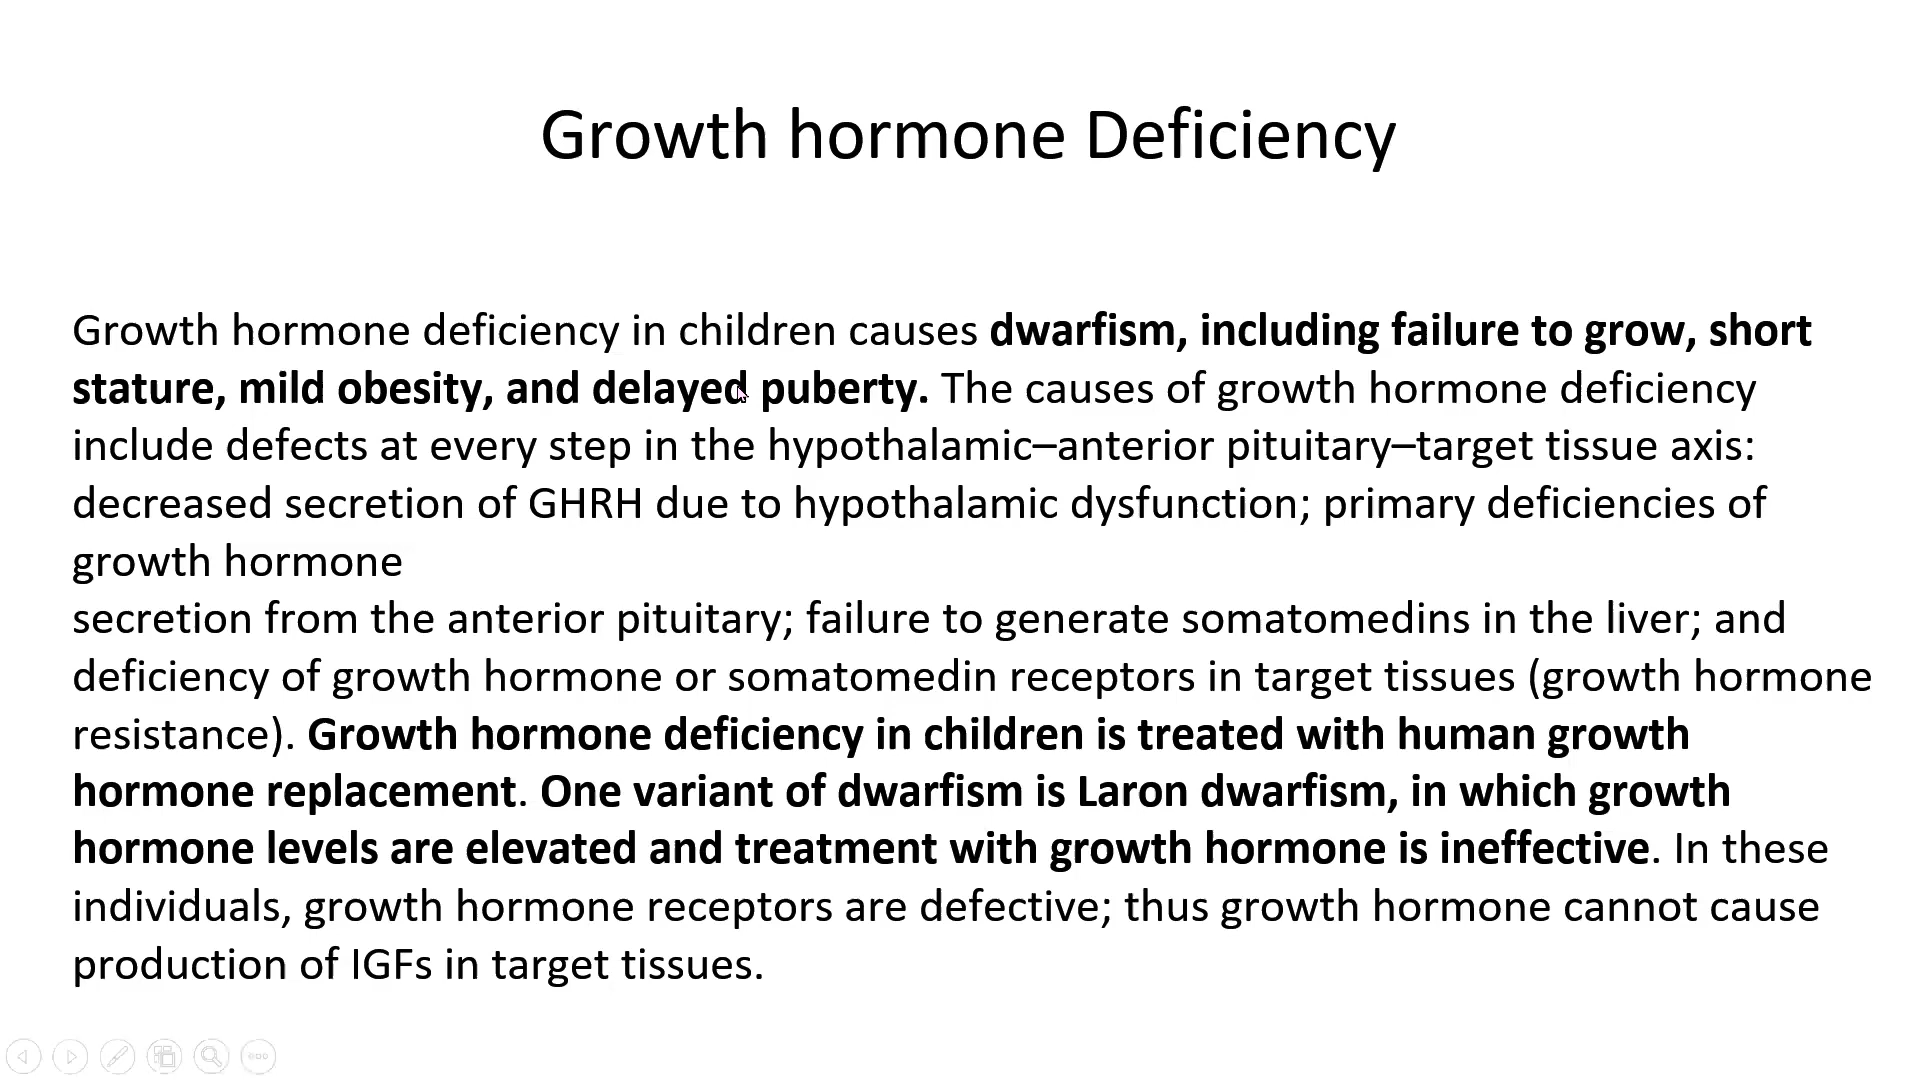 Growth hormone Deficiency
Growth hormone deficiency in children causes dwarfism, including failure to grow, short
stature, mild obesity, and delayed puberty. The causes of growth hormone deficiency
include defects at every step in the hypothalamic–anterior pituitary–target tissue axis:
decreased secretion of GHRH due to hypothalamic dysfunction; primary deficiencies of
growth hormone
secretion from the anterior pituitary; failure to generate somatomedins in the liver; and
deficiency of growth hormone or somatomedin receptors in target tissues (growth hormone
resistance). Growth hormone deficiency in children is treated with human growth
hormone replacement. One variant of dwarfism is Laron dwarfism, in which growth
hormone levels are elevated and treatment with growth hormone is ineffective. In these
individuals, growth hormone receptors are defective; thus growth hormone cannot cause
production of IGFs in target tissues.